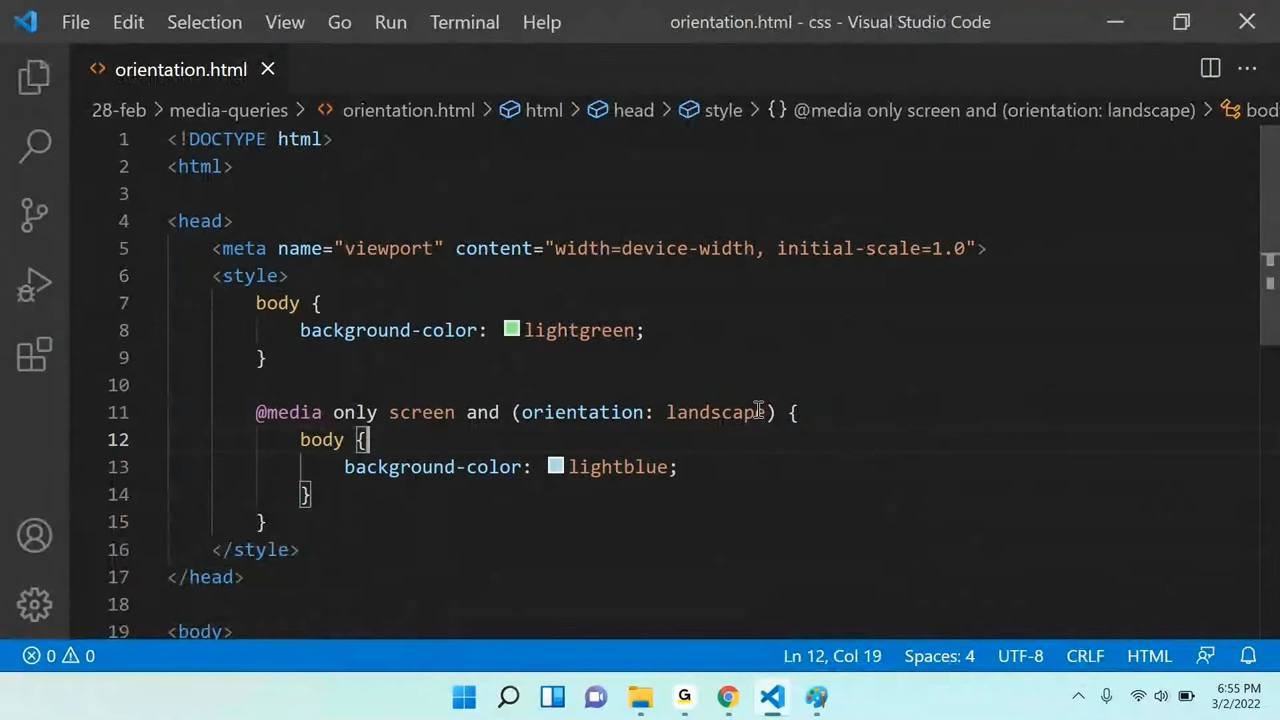 File Edit Selection View Go Run Terminal Help orientation.html - css - Visual Studio Code
<> orientation.html ×
28-feb > media-queries > <> orientation.html > html > head > style > {} @media only screen and (orientation: landscape) > bod
1 <!DOCTYPE html>
2 <html>
3
4 <head>
5 <meta name="viewport" content="width=device-width, initial-scale=1.0">
6 <style>
7 body {
8 background-color: lightgreen;
9 }
10
11 @media only screen and (orientation: landscape) {
12 body {
13 background-color: lightblue;
14 }
15 }
16 </style>
17 </head>
18
19 <body>
0 0 Ln 12, Col 19 Spaces: 4 UTF-8 CRLF HTML
G 6:55 PM
3/2/2022